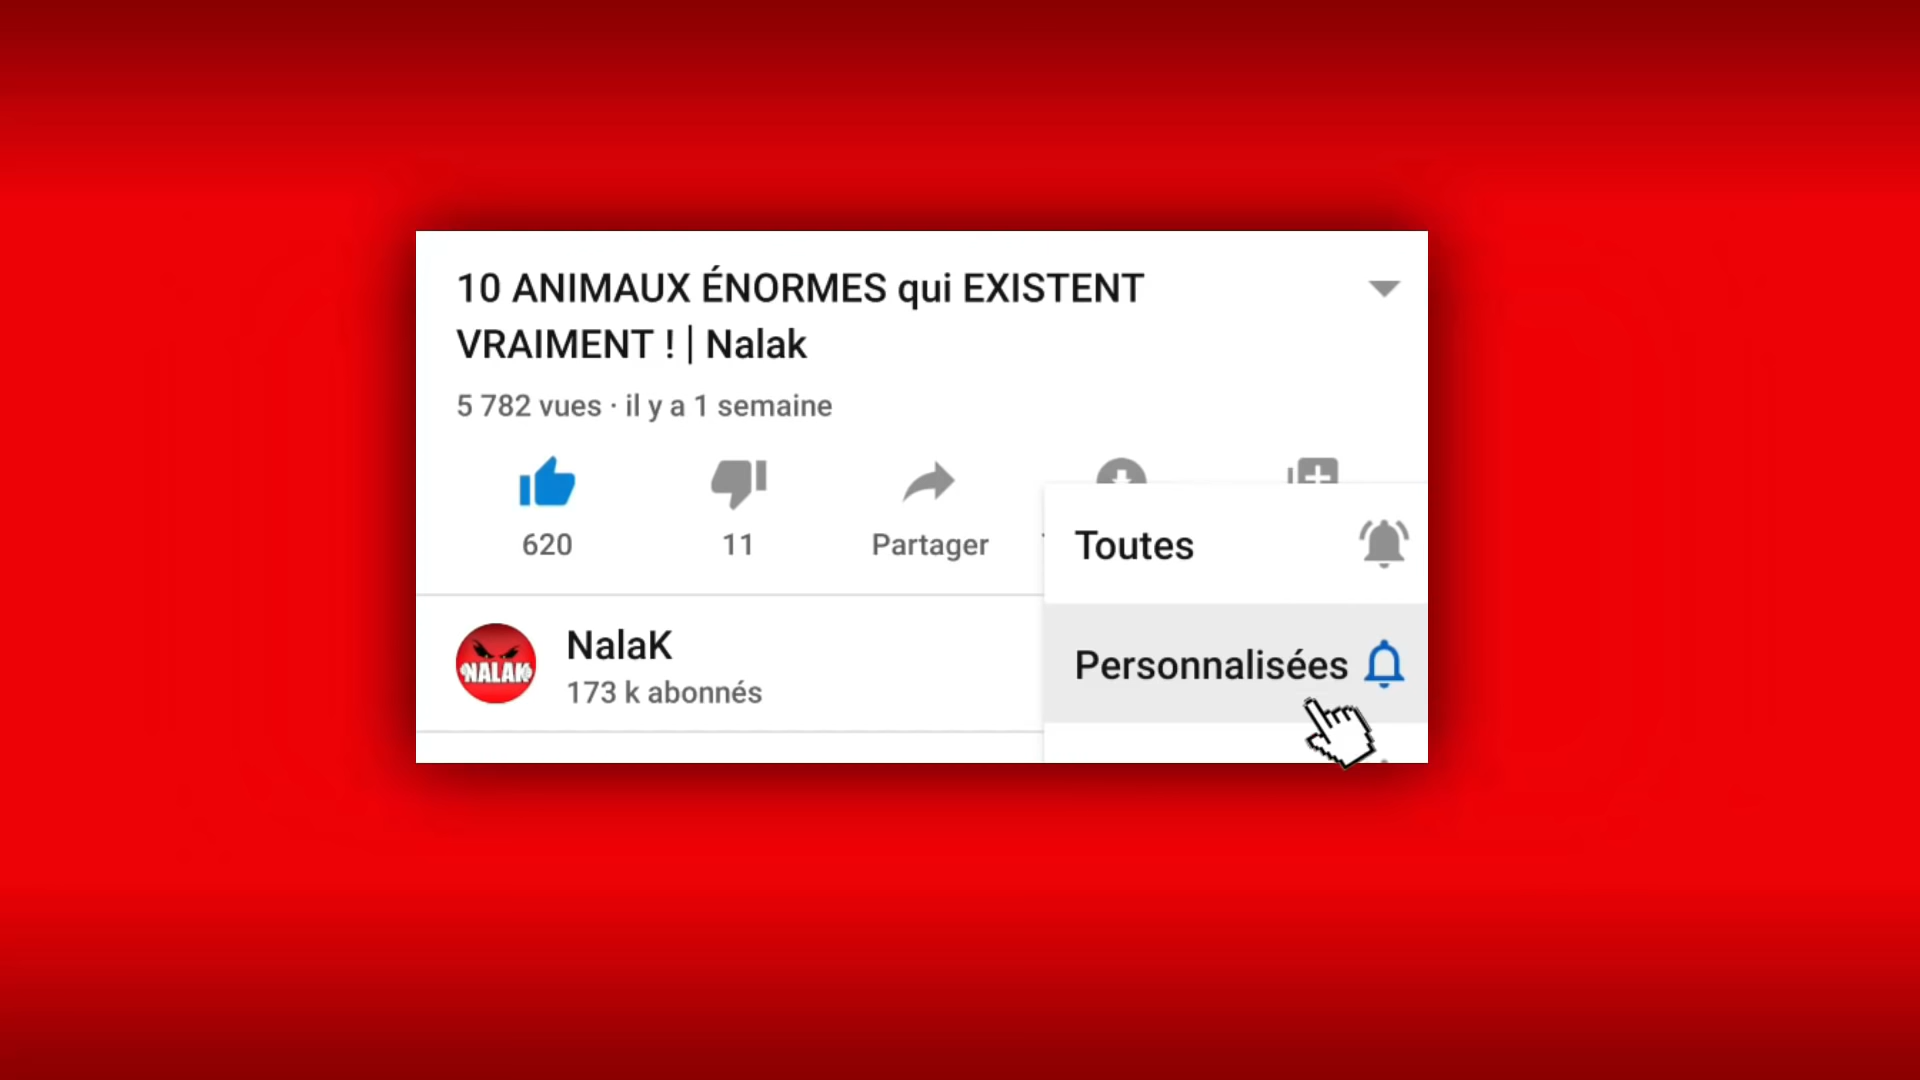 10 ANIMAUX ÉNORMES qui EXISTENT
VRAIMENT ! | Nalak
5 782 vues · il y a 1 semaine
620
11
Partager
Toutes
Personnalisées
NALAK
NalaK
173 k abonnés